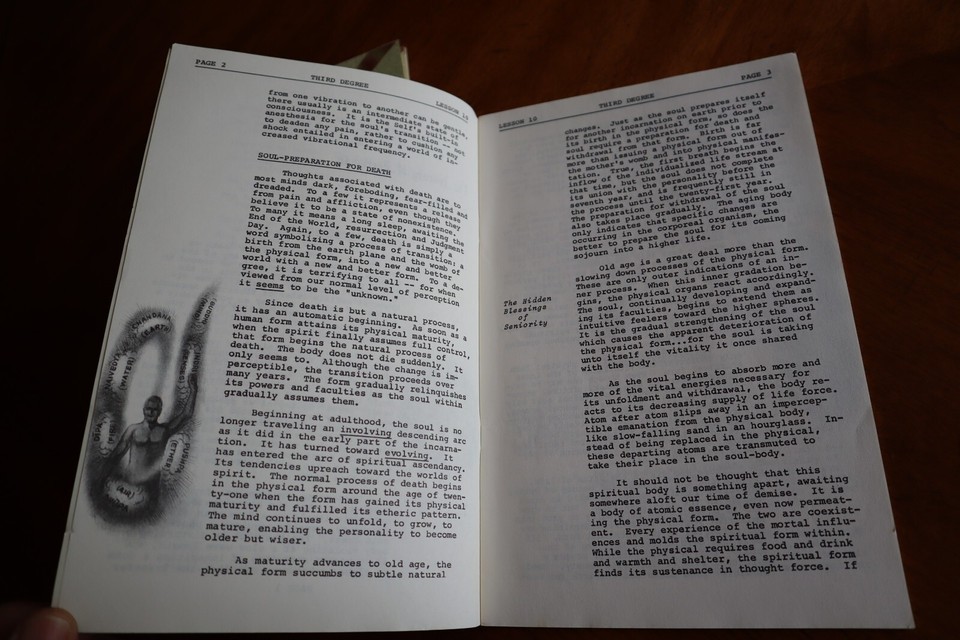 PAGE 2
THIRD DEGREE
LESSON
from one vibration to another can be gentle,
there usually is an intermediate state of
consciousness. It is the self's built-in
anesthesia for the soul's transition -- not
to deaden any pain, rather to cushion any
shock entailed in entering a world of in-
creased vibrational frequency.
SOUL-PREPARATION FOR DEATH
Thoughts associated with death are to
most minds dark, foreboding, fear-filled and
dreaded. To a few it represents a release
from pain and affliction, even though they
believe it to be a state of nonexistence.
To many it means a long sleep, awaiting the
End of the World, resurrection and Judgment
Day. Again, to a few, death is simply a
word symbolizing a process of transition: a
birth from the earth plane and the womb of
the physical form, into a new and better
world with a new and better form. To a de-
gree, it is terrifying to all -- for when
viewed from our normal level of perception
it seems to be the "unknown."
Since death is but a natural process,
it has an automatic beginning. As soon as a
human form attains its physical maturity,
when the spirit finally assumes full control,
that form begins the natural process of
death. The body does not die suddenly. It
only seems to. Although the change is im-
perceptible, the transition proceeds over
many years. The form gradually relinquishes
its powers and faculties as the soul within
gradually assumes them.
CHANDANA
(EARTH)
(WATER)
Beginning at adulthood, the soul is no
longer traveling an involving descending arc
as it did in the early part of the incarna-
tion. It has turned toward evolving. It
has entered the arc of spiritual ascendancy.
Its tendencies upreach toward the worlds of
spirit. The normal process of death begins
in the physical form around the age of twen-
ty-one when the form has gained its physical
maturity and fulfilled its etheric pattern.
The mind continues to unfold, to grow, to
mature, enabling the personality to become
older but wiser.
As maturity advances to old age, the
physical form succumbs to subtle natural
LESSON 10
THIRD DEGREE
PAGE 3
changes. Just as the soul prepares itself
for another incarnation on earth prior to
its birth in the physical form, so does the
soul require a preparation for death and
withdrawal from that form. Birth is far
more than issuing a physical form out of
the mother's womb and into physical manifes-
tation. True, the first breath begins the
inflow of the individualized life stream at
that time, but the soul does not complete
its union with the personality before the
seventh year, and is frequently still in
the process until the twenty-first year.
The preparation for withdrawal of the soul
also takes place gradually. The aging body
only indicates that specific changes are
occurring in the corporeal organism, the
better to prepare the soul for its coming
sojourn into a higher life.
The Hidden
Blessings
of
Seniority
Old age is a great deal more than the
slowing down processes of the physical form.
These are only outer indications of an in-
ner process. When this inner gradation be-
gins, the physical organs react accordingly.
The soul, continually developing and expand-
ing its faculties, begins to extend them as
intuitive feelers toward the higher spheres.
It is the gradual strengthening of the soul
which causes the apparent deterioration of
the physical form...for the soul is taking
unto itself the vitality it once shared
with the body.
As the soul begins to absorb more and
more of the vital energies necessary for
its unfoldment and withdrawal, the body re-
acts to its decreasing supply of life force.
Atom after atom slips away in an impercep-
tible emanation from the physical body,
like slow-falling sand in an hourglass. In-
stead of being replaced in the physical,
these departing atoms are transmuted to
take their place in the soul-body.
It should not be thought that this
spiritual body is something apart, awaiting
somewhere aloft our time of demise. It is
a body of atomic essence, even now permeat-
ing the physical form. The two are coexist-
ent. Every experience of the mortal influ-
ences and molds the spiritual form within.
While the physical requires food and drink
and warmth and shelter, the spiritual form
finds its sustenance in thought force. If